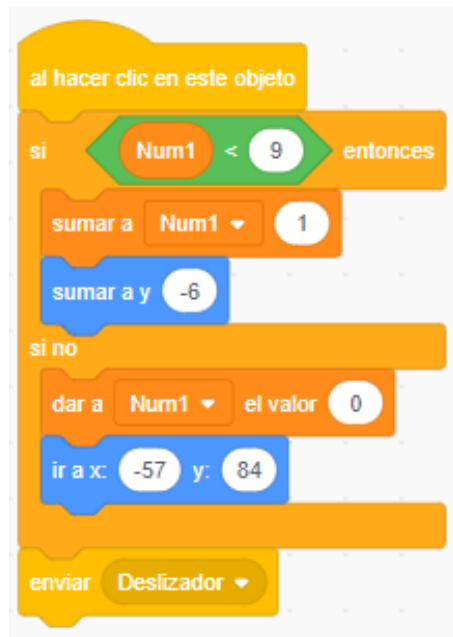 al hacer clic en este objeto
si Num1 < 9 entonces
sumar a Num1 1
sumar a y -6
si no
dar a Num1 el valor 0
ir a x: -57 y: 84
enviar Deslizador